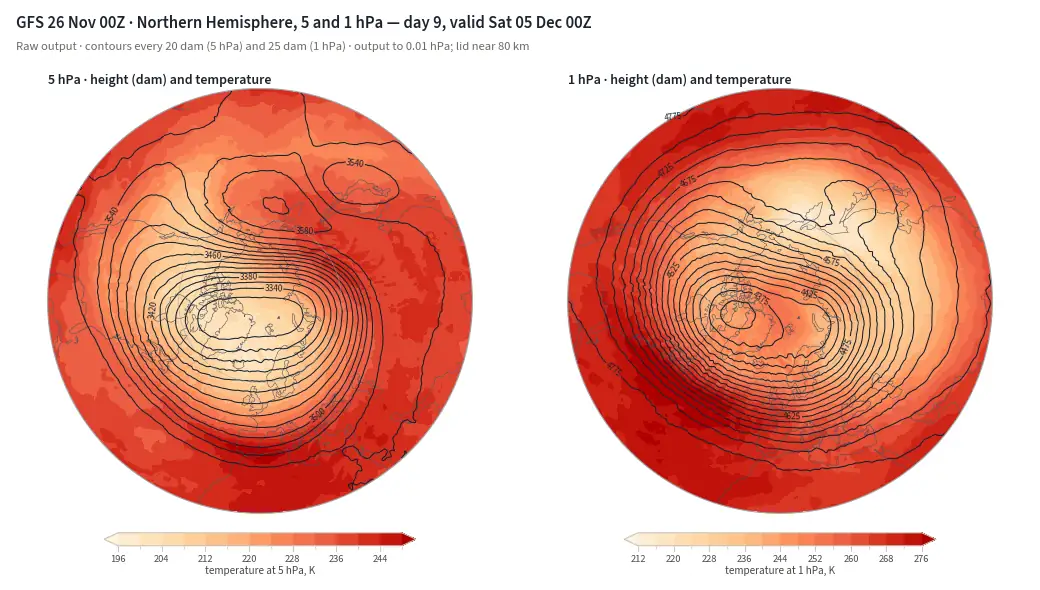 GFS 26 Nov 00Z · Northern Hemisphere, 5 and 1 hPa — day 9, valid Sat 05 Dec 00Z
Raw output · contours every 20 dam (5 hPa) and 25 dam (1 hPa) · output to 0.01 hPa; lid near 80 km
5 hPa · height (dam) and temperature
1 hPa · height (dam) and temperature
3540
3540
3580
3460
3380
3340
3420
3500
4775
4725
4675
4625
4575
4425
4375
4475
4775
4625
196 204 212 220 228 236 244
temperature at 5 hPa, K
212 220 228 236 244 252 260 268 276
temperature at 1 hPa, K